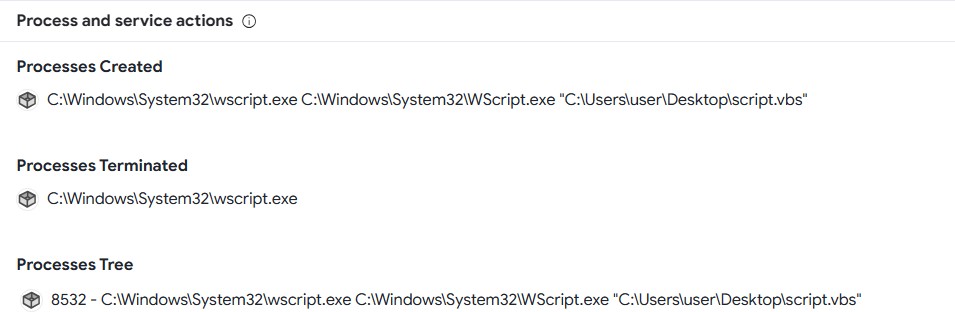 Process and service actions
Processes Created
C:\Windows\System32\wscript.exe C:\Windows\System32\WScript.exe "C:\Users\user\Desktop\script.vbs"
Processes Terminated
C:\Windows\System32\wscript.exe
Processes Tree
8532 - C:\Windows\System32\wscript.exe C:\Windows\System32\WScript.exe "C:\Users\user\Desktop\script.vbs"